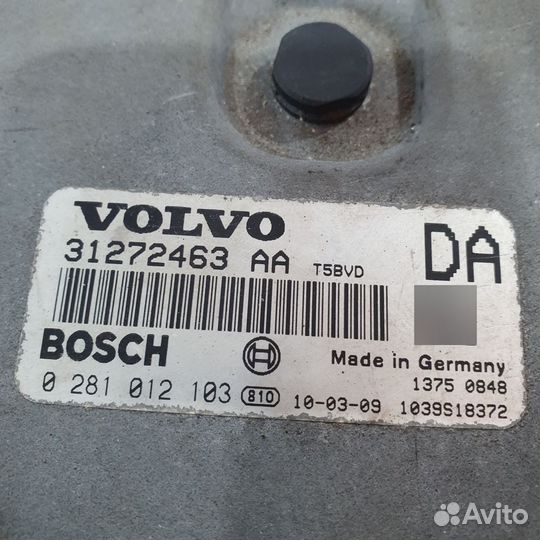 VOLVO
31272463 AA T5BVD
DA
BOSCH
Made in Germany
1375 0848
0 281 012 103 810 10-03-09 1039S18372
Avito